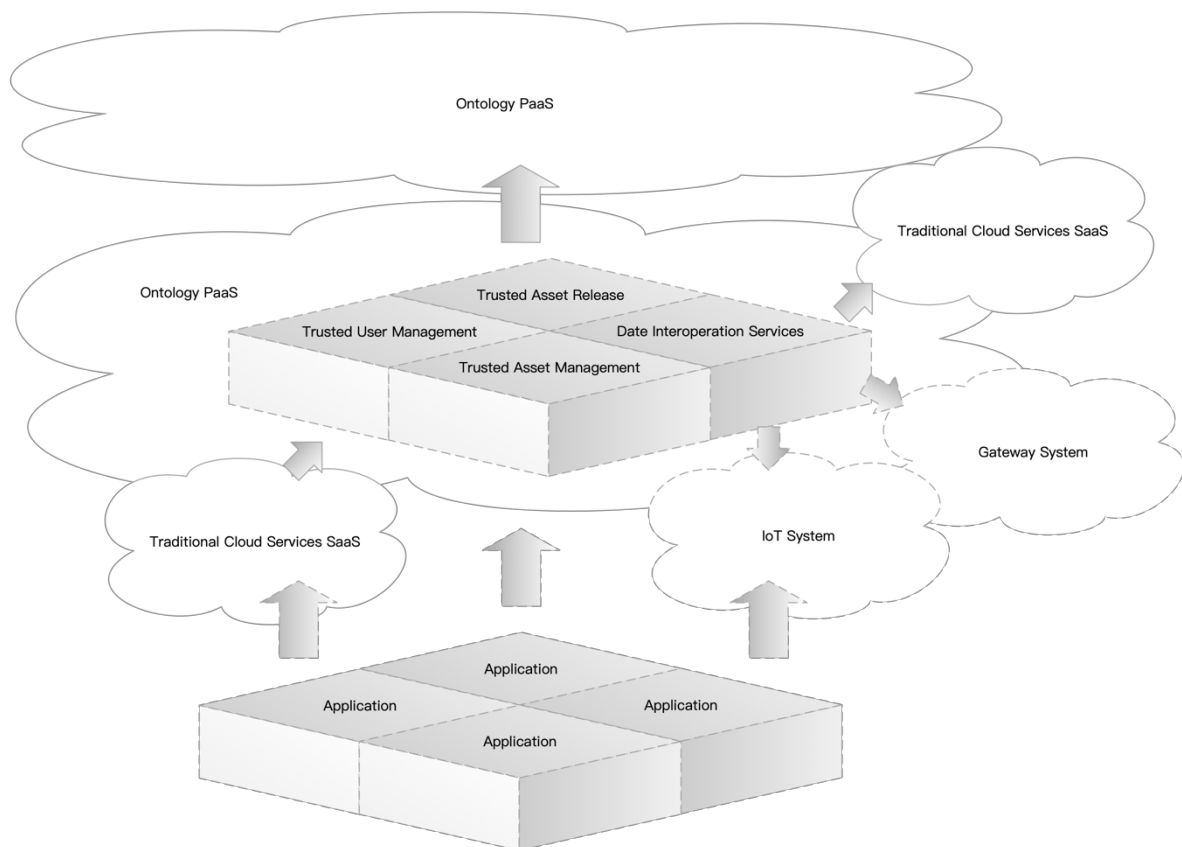 Ontology PaaS
Traditional Cloud Services SaaS
Ontology PaaS
Trusted Asset Release
Trusted User Management
Date Interoperation Services
Trusted Asset Management
Gateway System
Traditional Cloud Services SaaS
IoT System
Application
Application
Application
Application